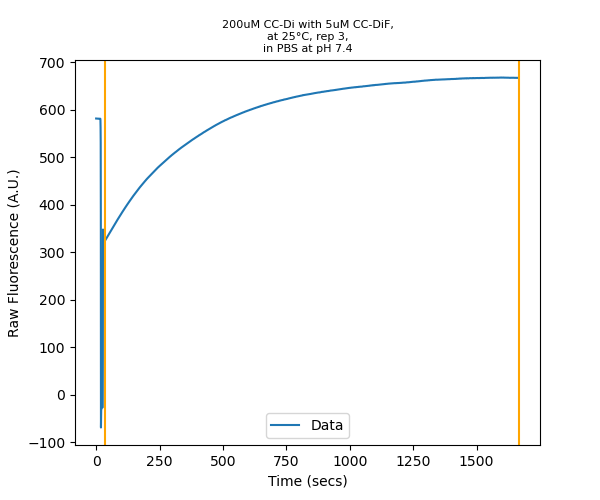 200uM CC-Di with 5uM CC-DiF,
at 25°C, rep 3,
in PBS at pH 7.4
700
600
500
400
300
200
100
0
−100
Raw Fluorescence (A.U.)
Data
0 250 500 750 1000 1250 1500
Time (secs)